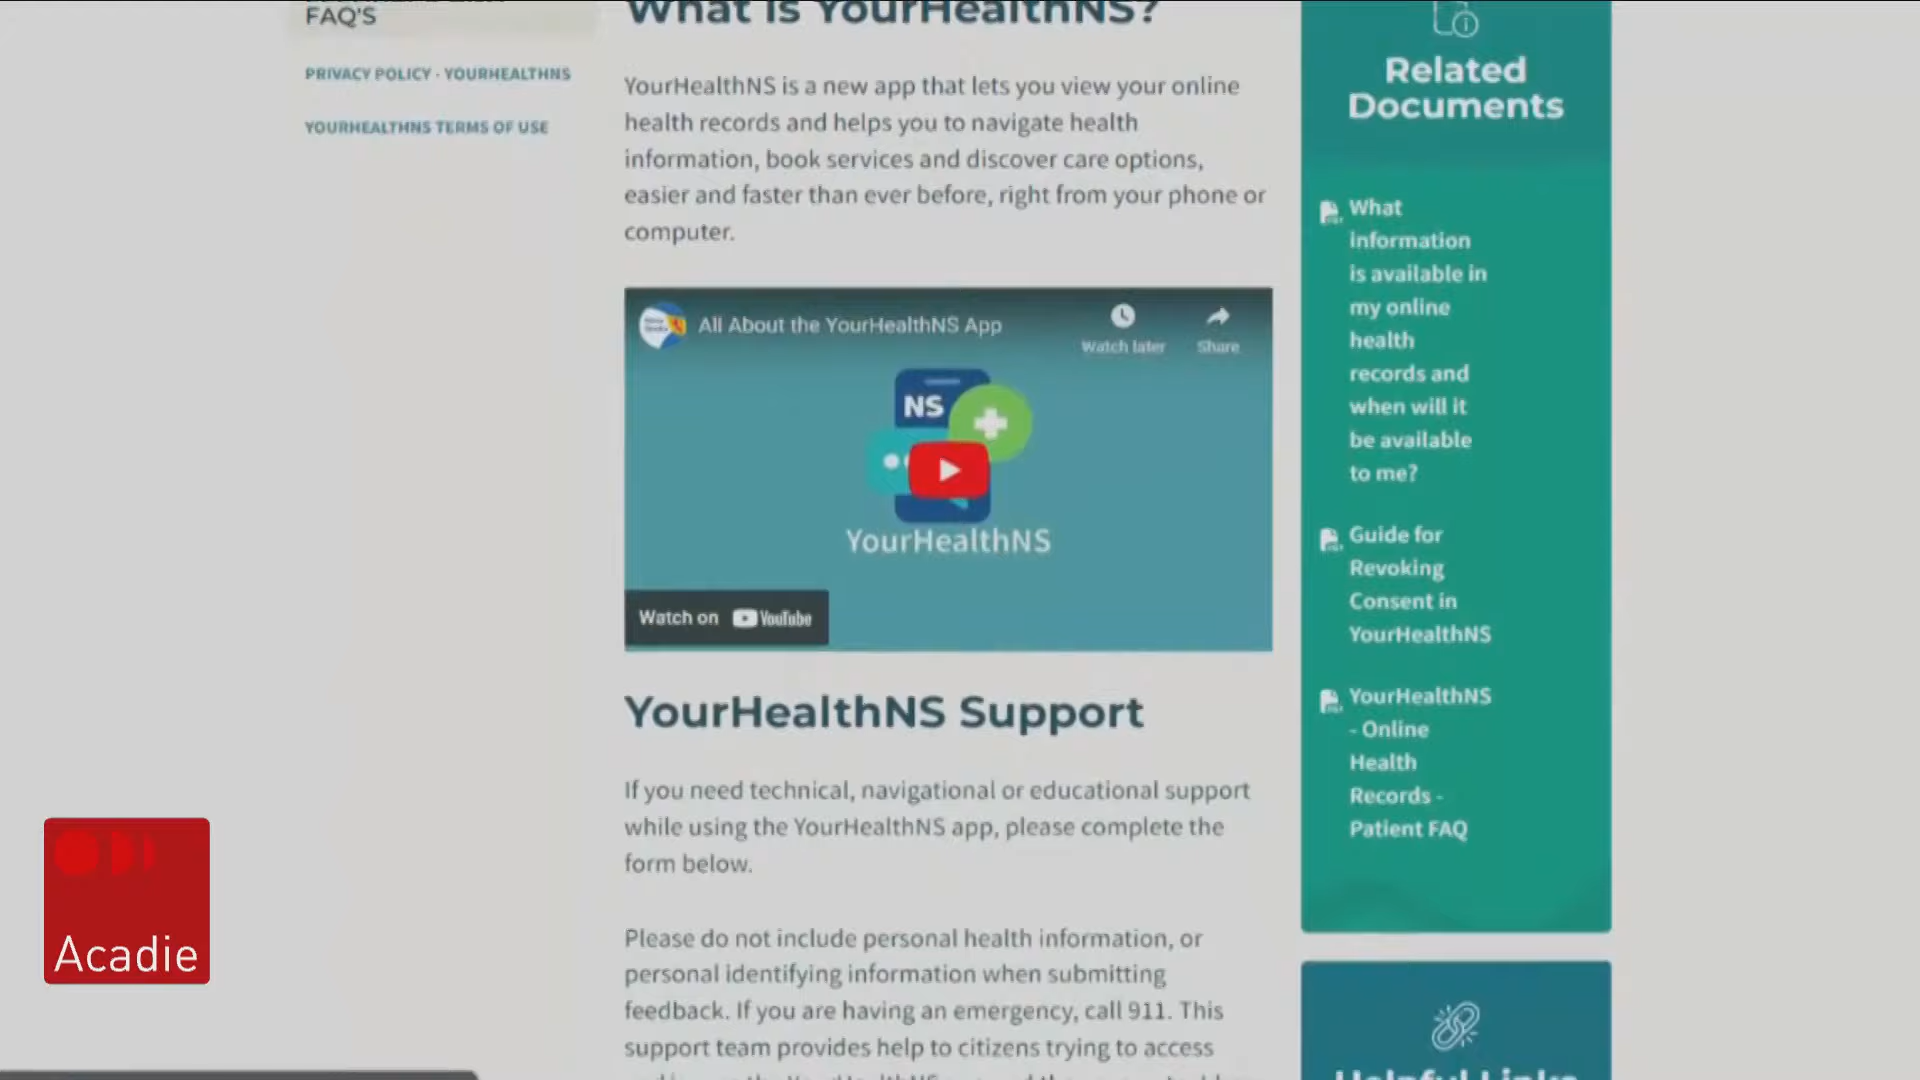 FAQ'S
PRIVACY POLICY - YOURHEALTHNS
YOURHEALTHNS TERMS OF USE
What is YourHealthNS?
YourHealthNS is a new app that lets you view your online
health records and helps you to navigate health
information, book services and discover care options,
easier and faster than ever before, right from your phone or
computer.
All About the YourHealthNS App
Watch later
Share
NS
YourHealthNS
Watch on YouTube
YourHealthNS Support
If you need technical, navigational or educational support
while using the YourHealthNS app, please complete the
form below.
Please do not include personal health information, or
personal identifying information when submitting
feedback. If you are having an emergency, call 911. This
support team provides help to citizens trying to access
Related
Documents
What
information
is available in
my online
health
records and
when will it
be available
to me?
Guide for
Revoking
Consent in
YourHealthNS
YourHealthNS
- Online
Health
Records -
Patient FAQ
Helpful Links
Acadie